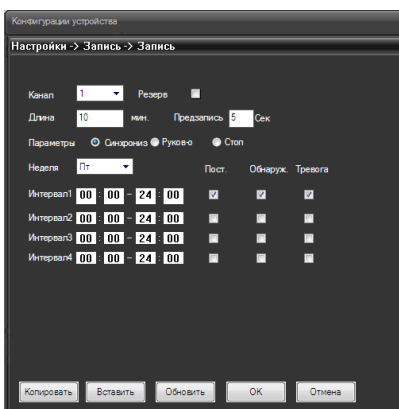 Конфигурации устройства
Настройки -> Запись -> Запись
Канал 1 Резерв
Длина 10 мин. Предзапись 5 Сек
Параметры Синхрониз Руков-о Стоп
Неделя Пт Пост. Обнаруж. Тревога
Интервал1 00 : 00 - 24 : 00
Интервал2 00 : 00 - 24 : 00
Интервал3 00 : 00 - 24 : 00
Интервал4 00 : 00 - 24 : 00
Копировать Вставить Обновить OK Отмена